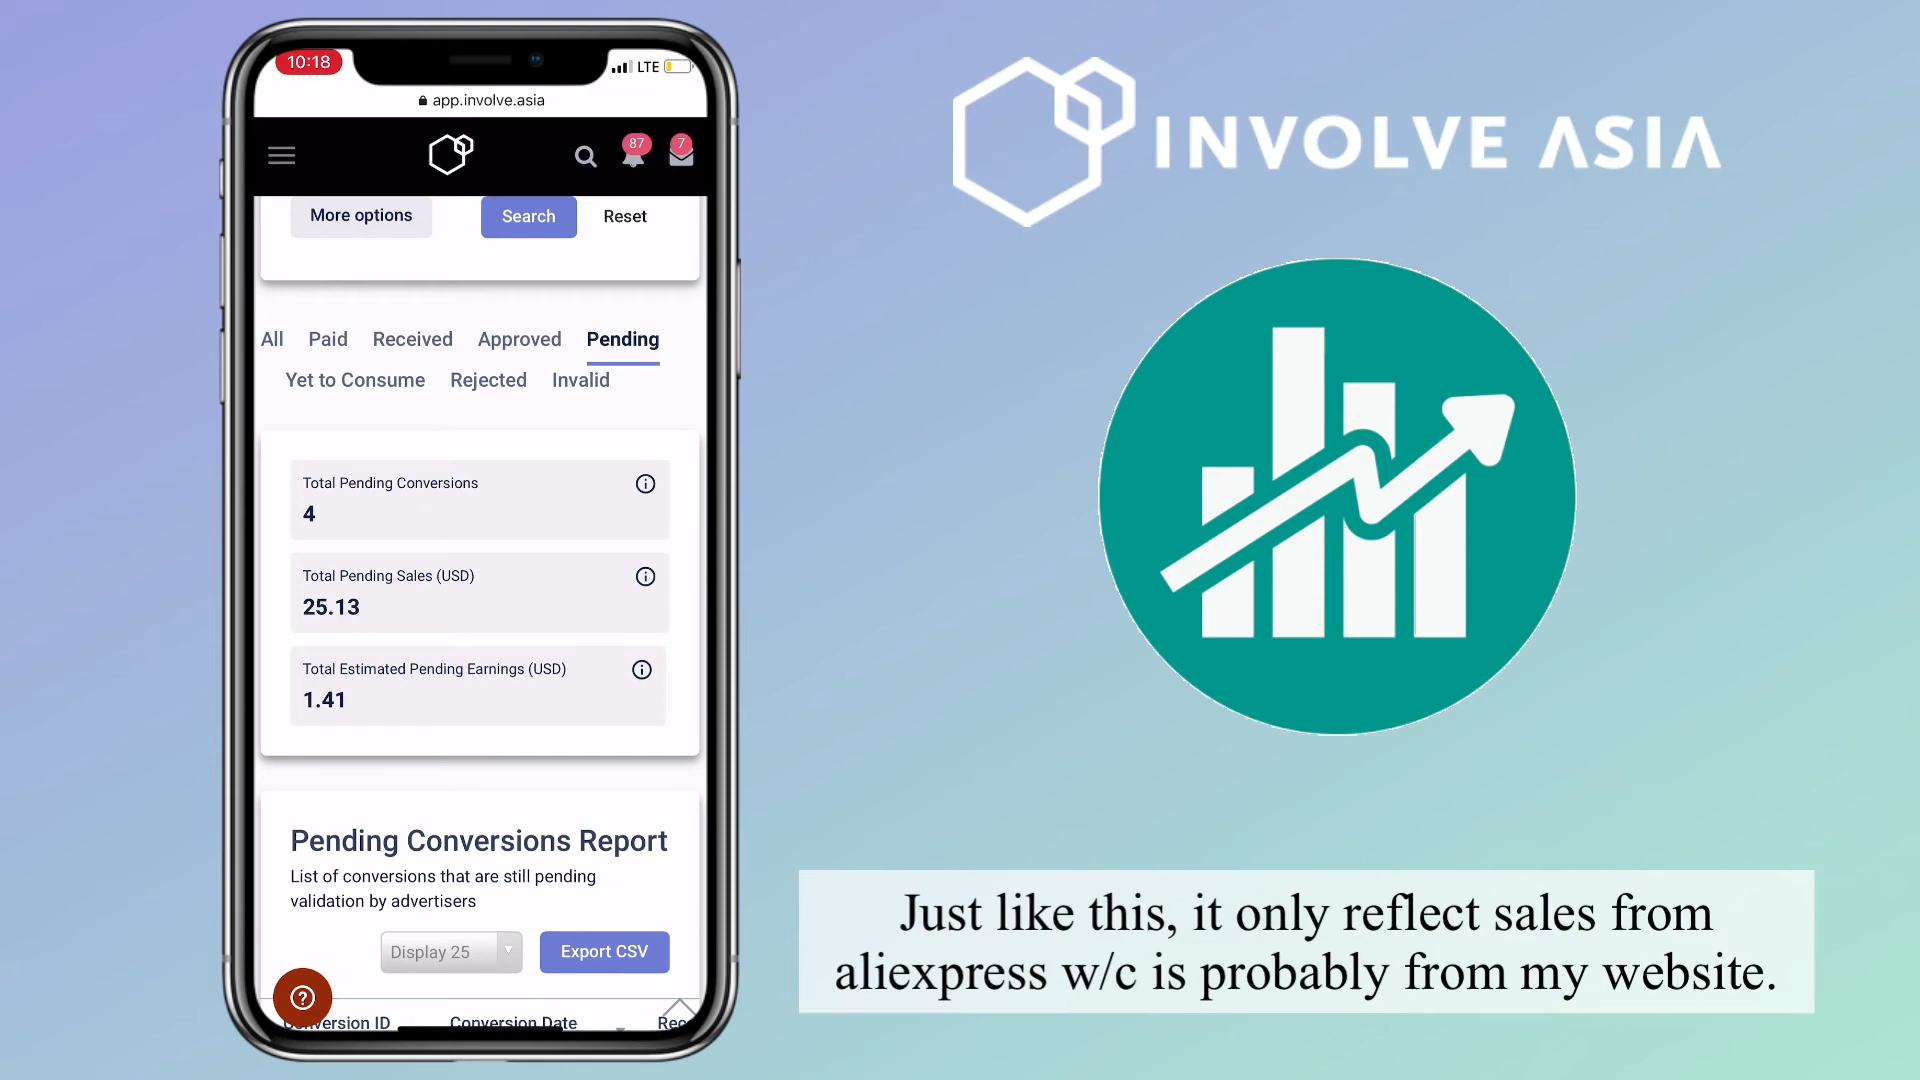 10:18
LTE
app.involve.asia
87
7
More options
Search
Reset
All
Paid
Received
Approved
Pending
Yet to Consume
Rejected
Invalid
Total Pending Conversions
4
Total Pending Sales (USD)
25.13
Total Estimated Pending Earnings (USD)
1.41
Pending Conversions Report
List of conversions that are still pending
validation by advertisers
Display 25
Export CSV
?
Conversion ID
Conversion Date
Rec
INVOLVE ASIA
Just like this, it only reflect sales from
aliexpress w/c is probably from my website.